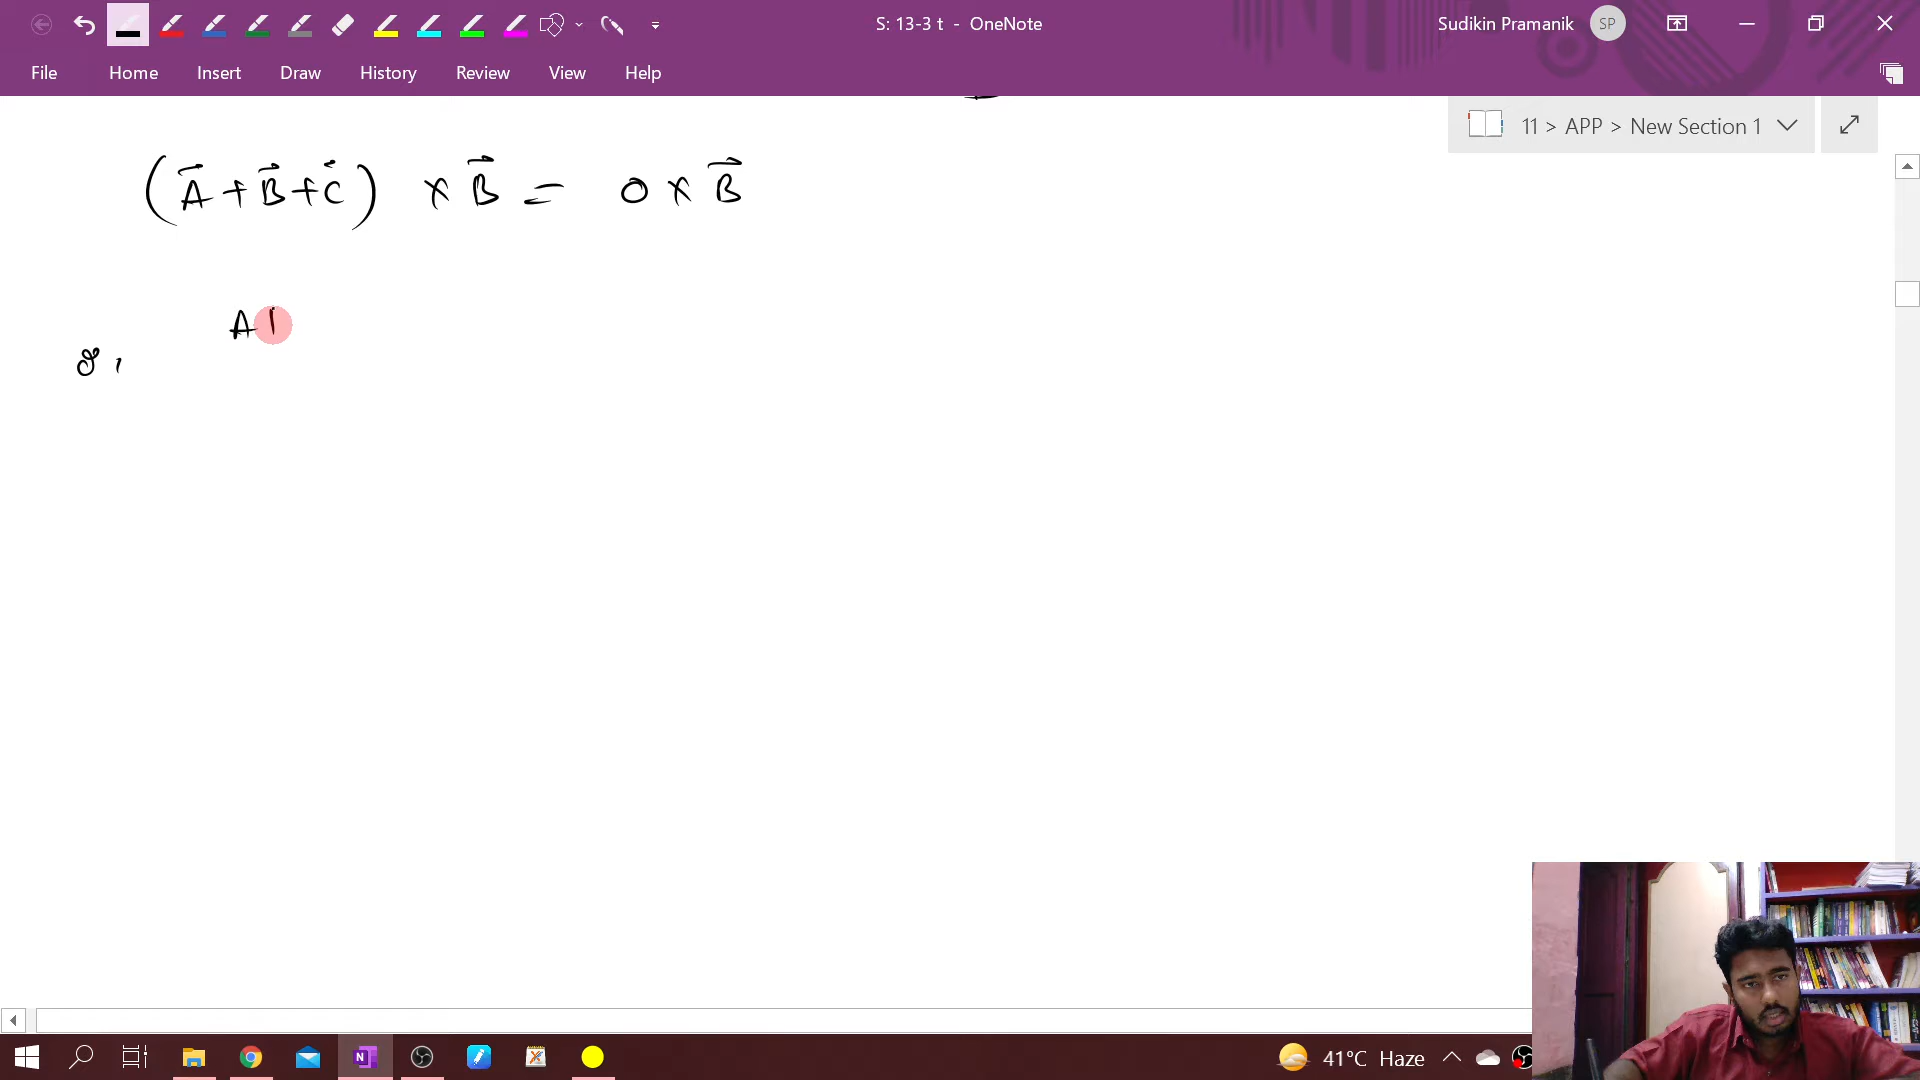 S: 13-3 t - OneNote
Sudikin Pramanik SP
File Home Insert Draw History Review View Help
11 > APP > New Section 1
(A⃗ + B⃗ + C⃗) × B⃗ = 0 × B⃗
A
41°C Haze